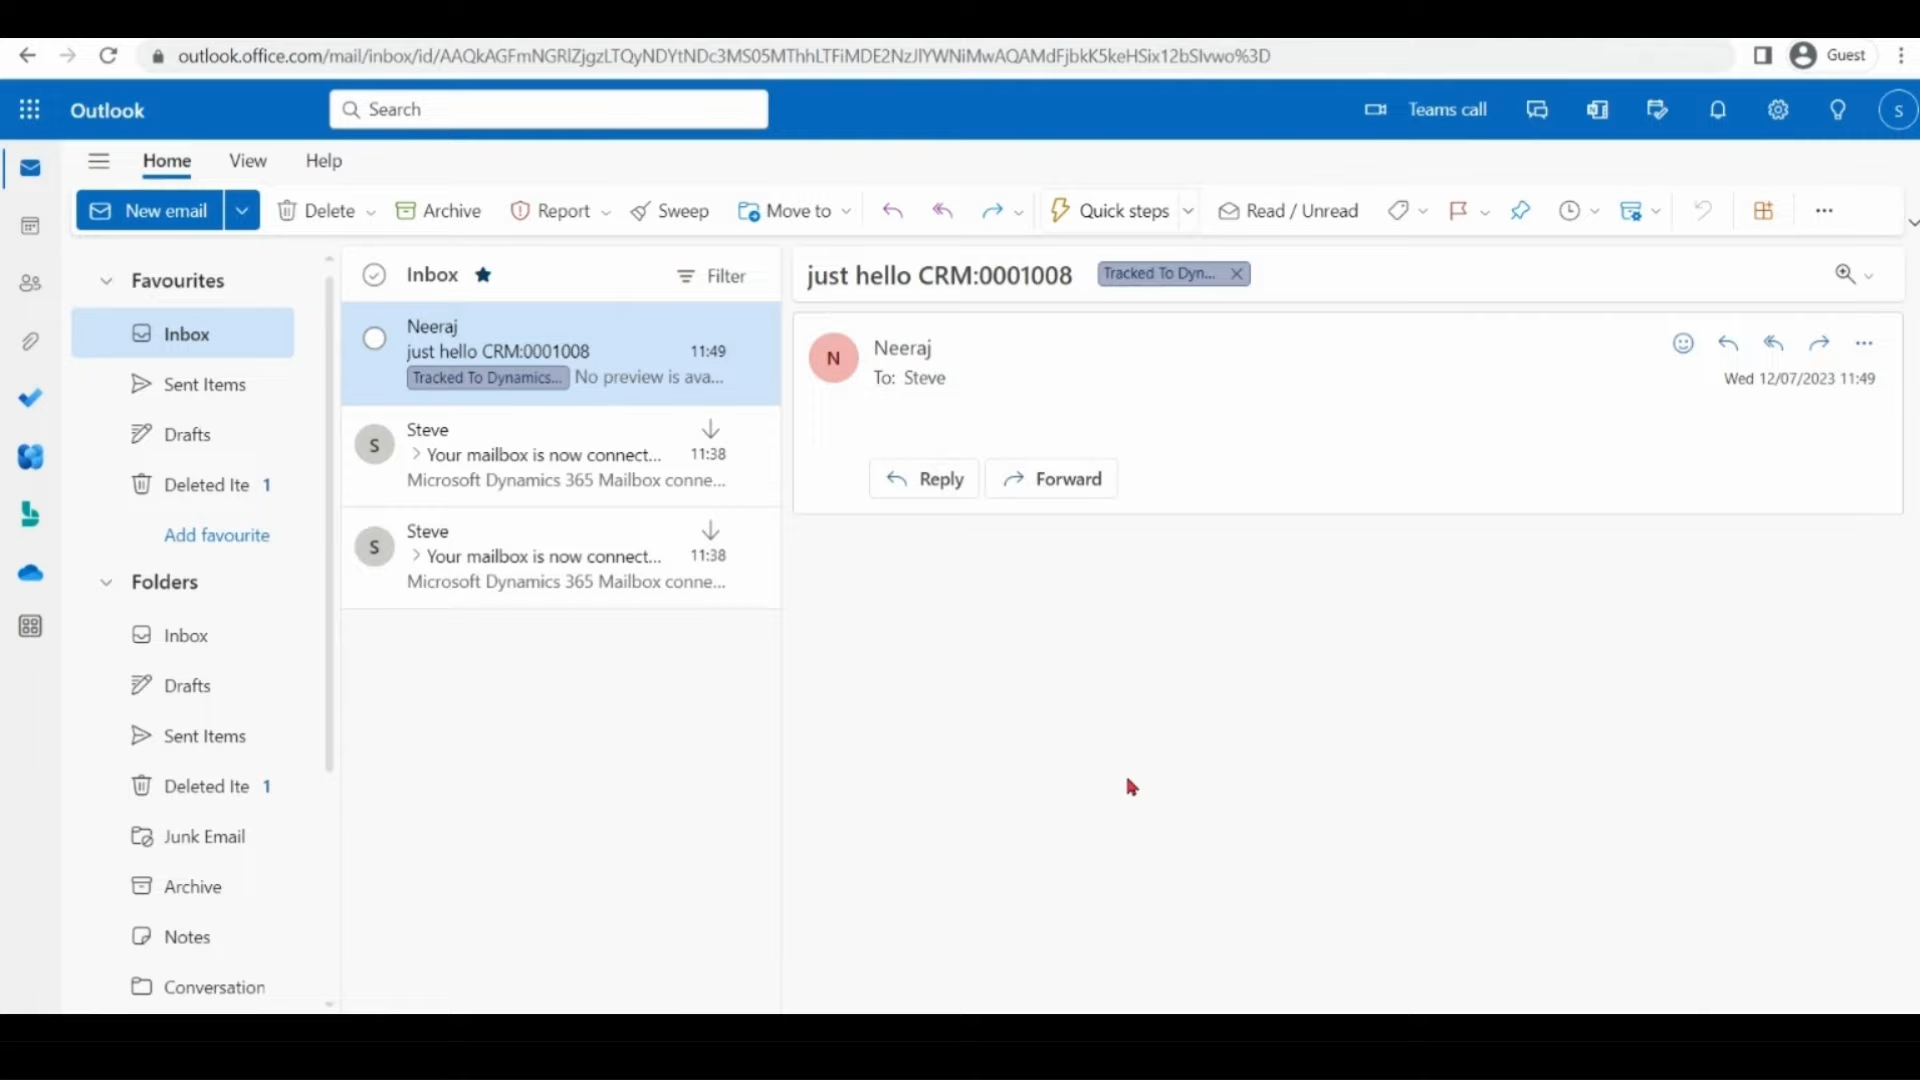 outlook.office.com/mail/inbox/id/AAQkAGFmNGRlZjgzLTQyNDYtNDc3MS05MThhLTFiMDE2NzJlYWNiMwAQAMdFjbkK5keHSix12bSlvwo%3D
Guest
Outlook
Search
Teams call
S
Home View Help
New email Delete Archive Report Sweep Move to Quick steps Read / Unread
Favourites
Inbox
Sent Items
Drafts
Deleted Ite 1
Add favourite
Folders
Inbox
Drafts
Sent Items
Deleted Ite 1
Junk Email
Archive
Notes
Conversation
Inbox Filter
Neeraj
just hello CRM:0001008 11:49
Tracked To Dynamics... No preview is ava...
S
Steve
Your mailbox is now connect... 11:38
Microsoft Dynamics 365 Mailbox conne...
S
Steve
Your mailbox is now connect... 11:38
Microsoft Dynamics 365 Mailbox conne...
just hello CRM:0001008 Tracked To Dyn...
N
Neeraj
To: Steve
Wed 12/07/2023 11:49
Reply Forward